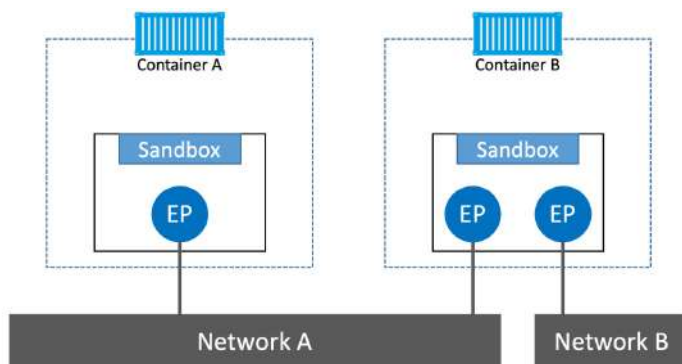 Container A
Container B
Sandbox
Sandbox
EP
EP
EP
Network A
Network B